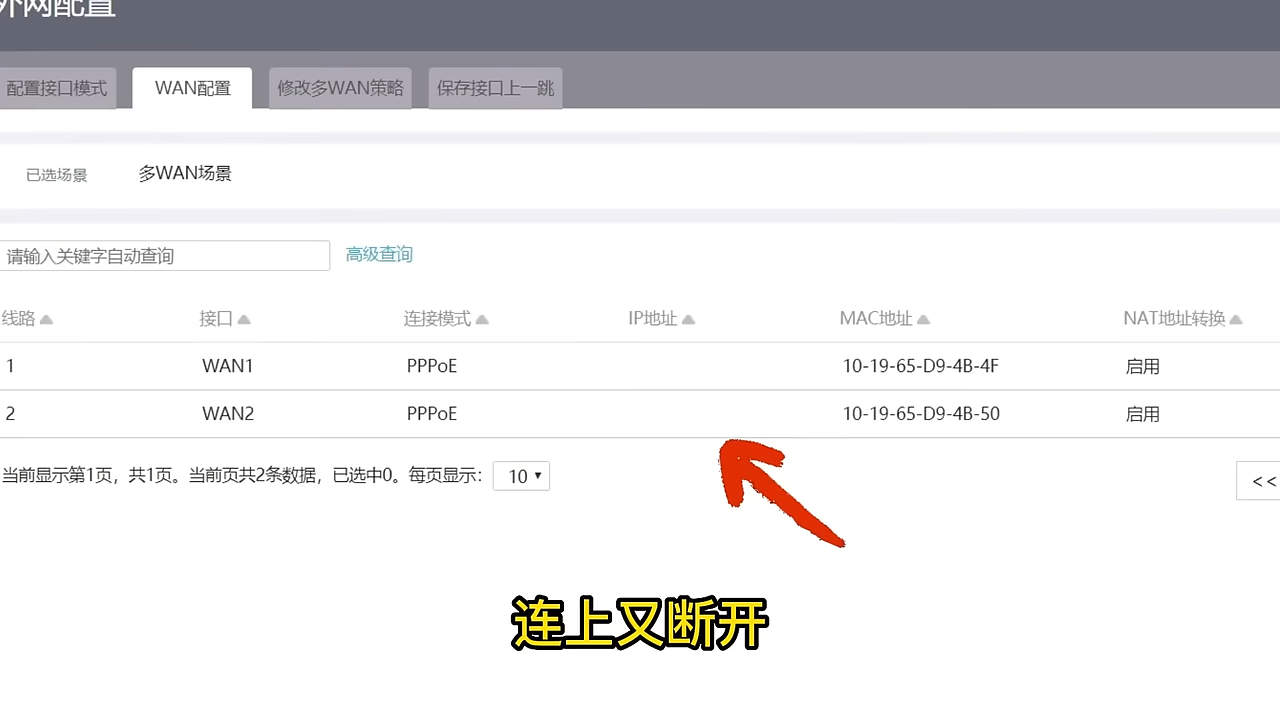 外网配置
配置接口模式 WAN配置 修改多WAN策略 保存接口上一跳
已选场景 多WAN场景
请输入关键字自动查询 高级查询
线路 接口 连接模式 IP地址 MAC地址 NAT地址转换
1 WAN1 PPPoE 10-19-65-D9-4B-4F 启用
2 WAN2 PPPoE 10-19-65-D9-4B-50 启用
当前显示第1页，共1页。当前页共2条数据，已选中0。每页显示： 10 <<
连上又断开